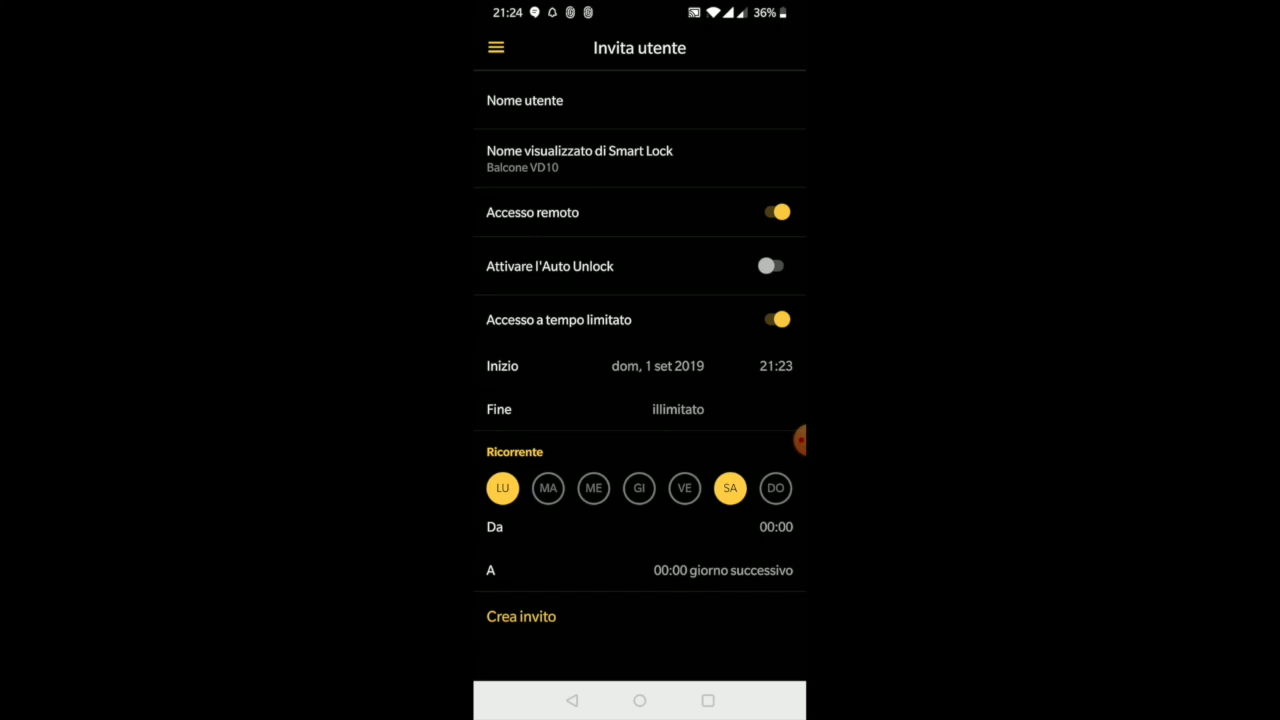 21:24 36%
Invita utente
Nome utente
Nome visualizzato di Smart Lock
Balcone VD10
Accesso remoto
Attivare l'Auto Unlock
Accesso a tempo limitato
Inizio dom, 1 set 2019 21:23
Fine illimitato
Ricorrente
LU MA ME GI VE SA DO
Da 00:00
A 00:00 giorno successivo
Crea invito